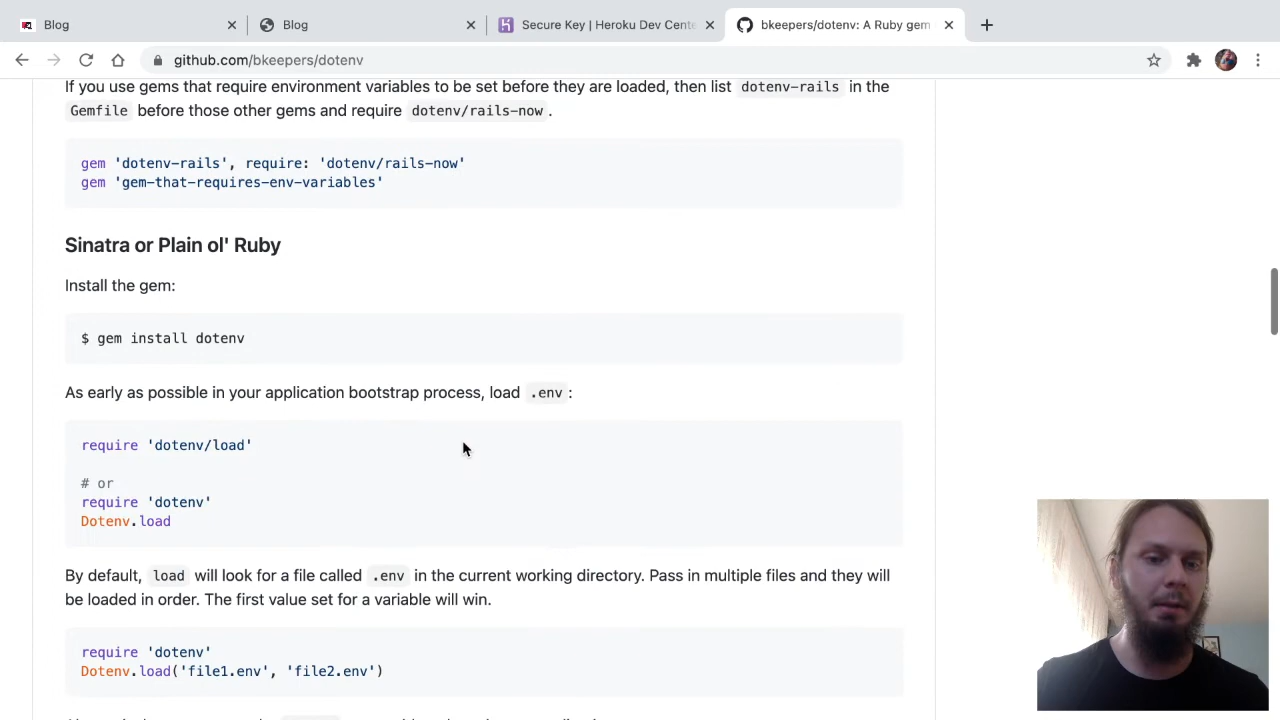 Blog
Blog
Secure Key | Heroku Dev Cente
bkeepers/dotenv: A Ruby gem
github.com/bkeepers/dotenv
If you use gems that require environment variables to be set before they are loaded, then list dotenv-rails in the
Gemfile before those other gems and require dotenv/rails-now.
gem 'dotenv-rails', require: 'dotenv/rails-now'
gem 'gem-that-requires-env-variables'
Sinatra or Plain ol' Ruby
Install the gem:
$ gem install dotenv
As early as possible in your application bootstrap process, load .env:
require 'dotenv/load'
# or
require 'dotenv'
Dotenv.load
By default, load will look for a file called .env in the current working directory. Pass in multiple files and they will
be loaded in order. The first value set for a variable will win.
require 'dotenv'
Dotenv.load('file1.env', 'file2.env')